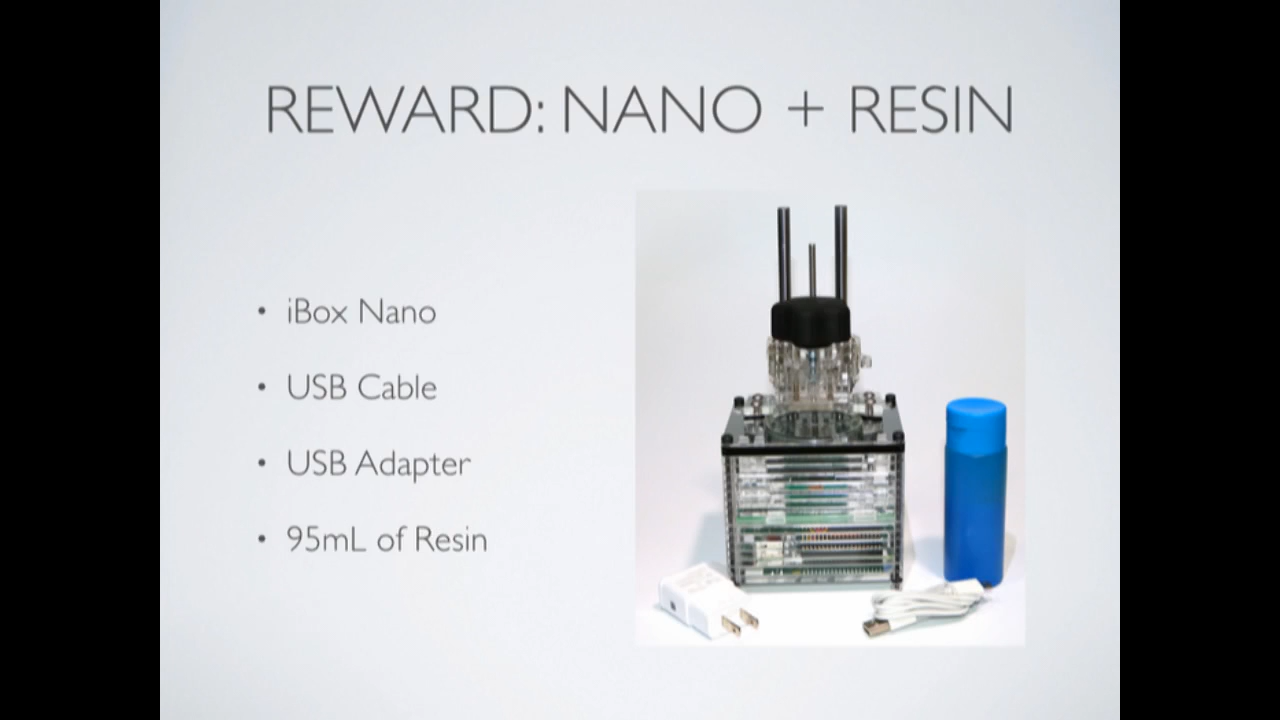 REWARD: NANO + RESIN
• iBox Nano
• USB Cable
• USB Adapter
• 95mL of Resin